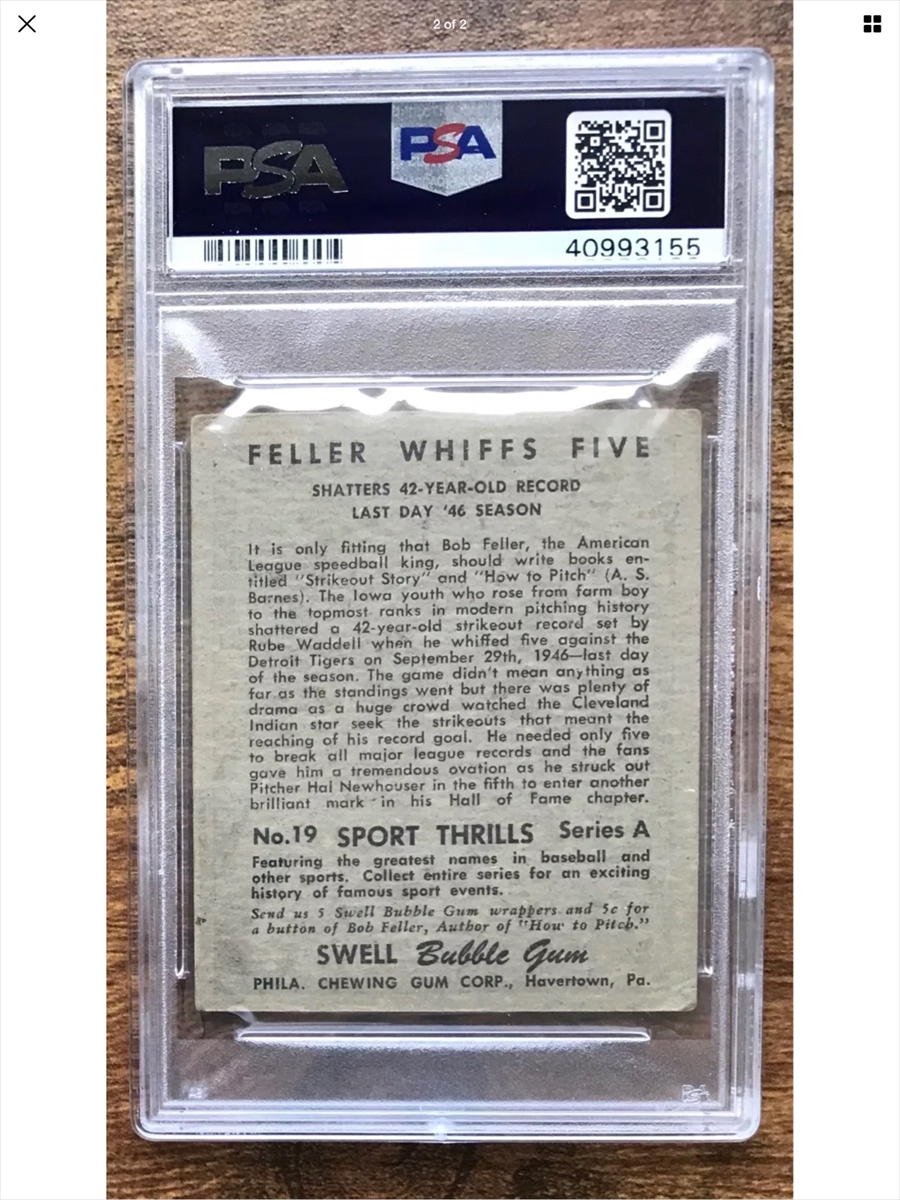 2 of 2
PSA
PSA
40993155
FELLER WHIFFS FIVE
SHATTERS 42-YEAR-OLD RECORD
LAST DAY '46 SEASON
It is only fitting that Bob Feller, the American
League speedball king, should write books en-
titled "Strikeout Story" and "How to Pitch" (A. S.
Barnes). The Iowa youth who rose from farm boy
to the topmost ranks in modern pitching history
shattered a 42-year-old strikeout record set by
Rube Waddell when he whiffed five against the
Detroit Tigers on September 29th, 1946—last day
of the season. The game didn't mean anything as
far as the standings went but there was plenty of
drama as a huge crowd watched the Cleveland
Indian star seek the strikeouts that meant the
reaching of his record goal. He needed only five
to break all major league records and the fans
gave him a tremendous ovation as he struck out
Pitcher Hal Newhouser in the fifth to enter another
brilliant mark in his Hall of Fame chapter.
No.19 SPORT THRILLS Series A
Featuring the greatest names in baseball and
other sports. Collect entire series for an exciting
history of famous sport events.
Send us 5 Swell Bubble Gum wrappers and 5c for
a button of Bob Feller, Author of "How to Pitch."
SWELL Bubble Gum
PHILA. CHEWING GUM CORP., Havertown, Pa.